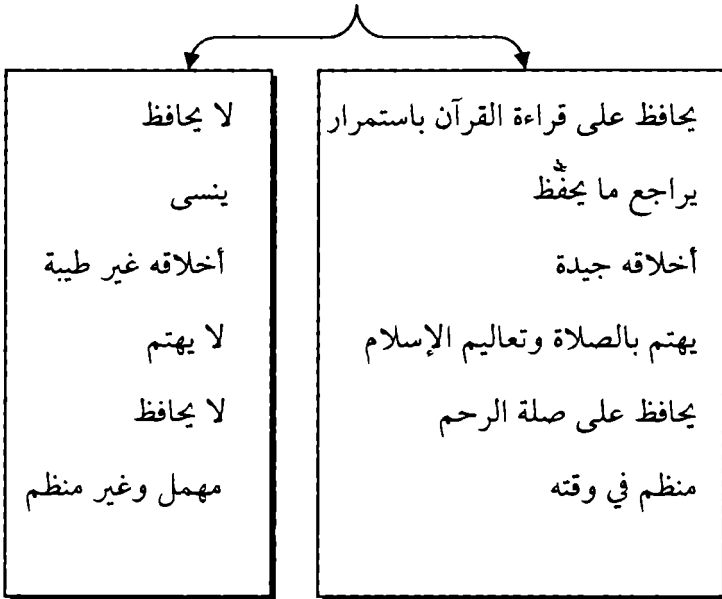 يحافظ على قراءة القرآن باستمرار
يراجع ما يحفّظ
أخلاقه جيدة
يهتم بالصلاة وتعاليم الإسلام
يحافظ على صلة الرحم
منظم في وقته
لا يحافظ
ينسى
أخلاقه غير طيبة
لا يهتم
لا يحافظ
مهمل وغير منظم